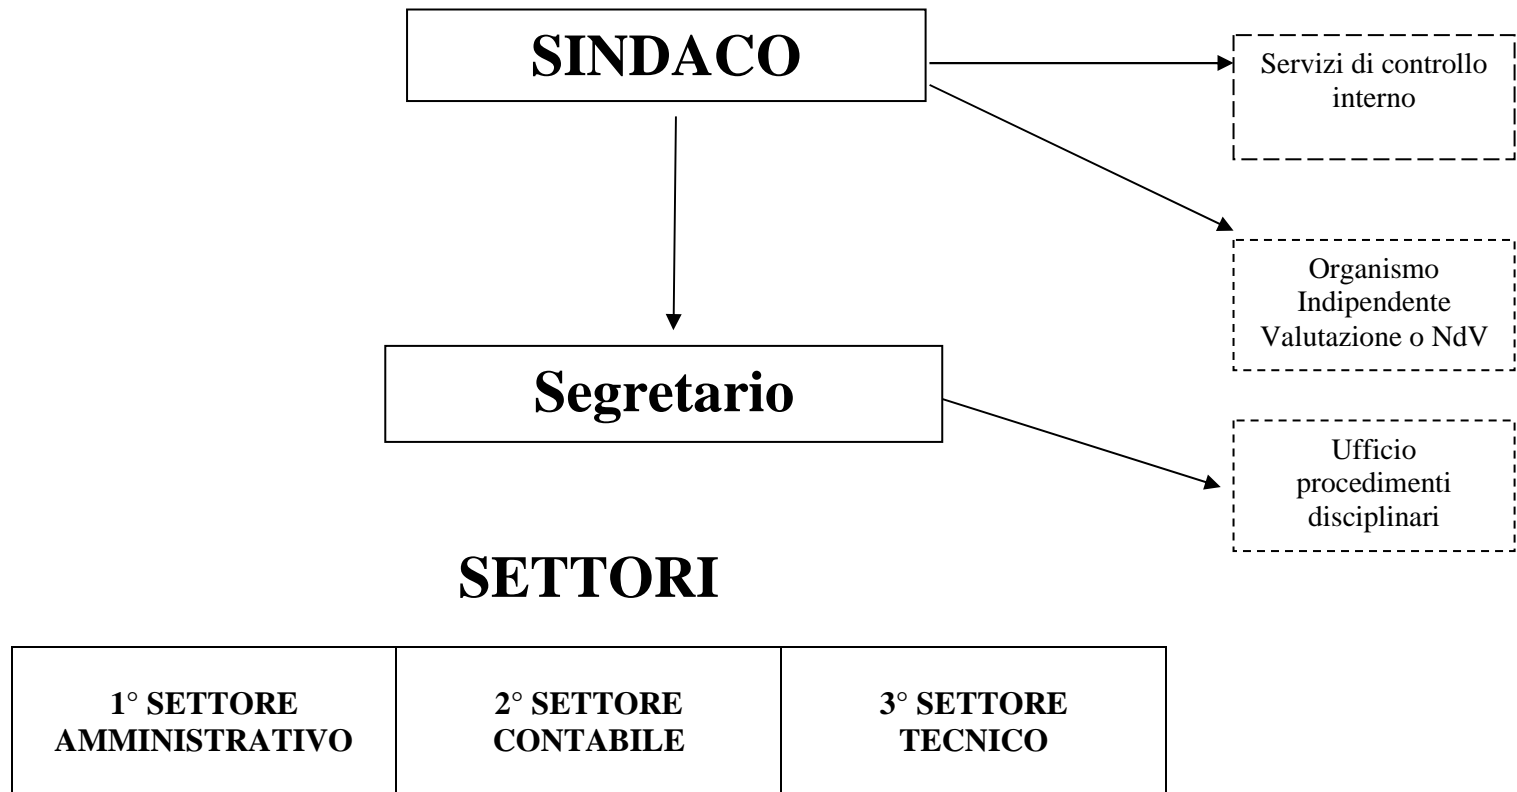 SINDACO
Servizi di controllo
interno
Organismo
Indipendente
Valutazione o NdV
Segretario
Ufficio
procedimenti
disciplinari
SETTORI
1° SETTORE
AMMINISTRATIVO
2° SETTORE
CONTABILE
3° SETTORE
TECNICO